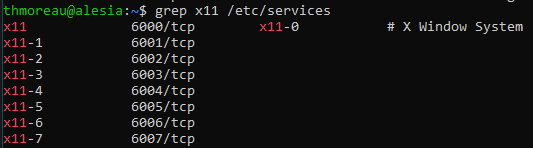 thmoreau@alesia:~$ grep x11 /etc/services
x11 6000/tcp x11-0 # X Window System
x11-1 6001/tcp
x11-2 6002/tcp
x11-3 6003/tcp
x11-4 6004/tcp
x11-5 6005/tcp
x11-6 6006/tcp
x11-7 6007/tcp